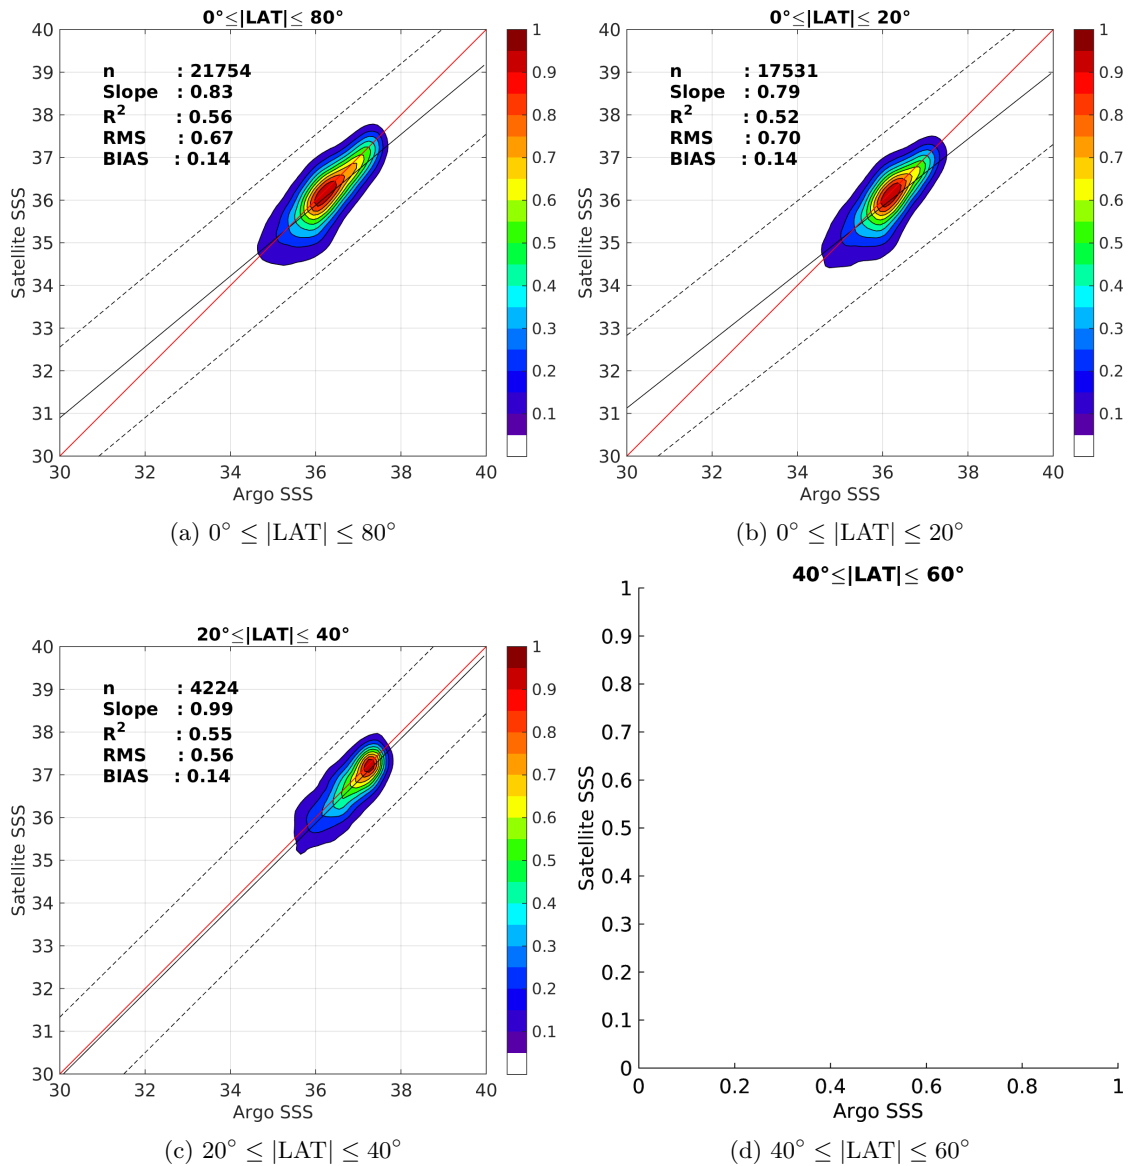 0°≤|LAT|≤ 80°
n : 21754
Slope : 0.83
R² : 0.56
RMS : 0.67
BIAS : 0.14
40
39
38
37
36
35
34
33
32
31
30
Satellite SSS
30 32 34 36 38 40
Argo SSS
1
0.9
0.8
0.7
0.6
0.5
0.4
0.3
0.2
0.1
(a) 0° ≤ |LAT| ≤ 80°
0°≤|LAT|≤ 20°
n : 17531
Slope : 0.79
R² : 0.52
RMS : 0.70
BIAS : 0.14
40
39
38
37
36
35
34
33
32
31
30
Satellite SSS
30 32 34 36 38 40
Argo SSS
1
0.9
0.8
0.7
0.6
0.5
0.4
0.3
0.2
0.1
(b) 0° ≤ |LAT| ≤ 20°
20°≤|LAT|≤ 40°
n : 4224
Slope : 0.99
R² : 0.55
RMS : 0.56
BIAS : 0.14
40
39
38
37
36
35
34
33
32
31
30
Satellite SSS
30 32 34 36 38 40
Argo SSS
1
0.9
0.8
0.7
0.6
0.5
0.4
0.3
0.2
0.1
(c) 20° ≤ |LAT| ≤ 40°
40°≤|LAT|≤ 60°
1
0.9
0.8
0.7
0.6
0.5
0.4
0.3
0.2
0.1
0
Satellite SSS
0 0.2 0.4 0.6 0.8 1
Argo SSS
(d) 40° ≤ |LAT| ≤ 60°